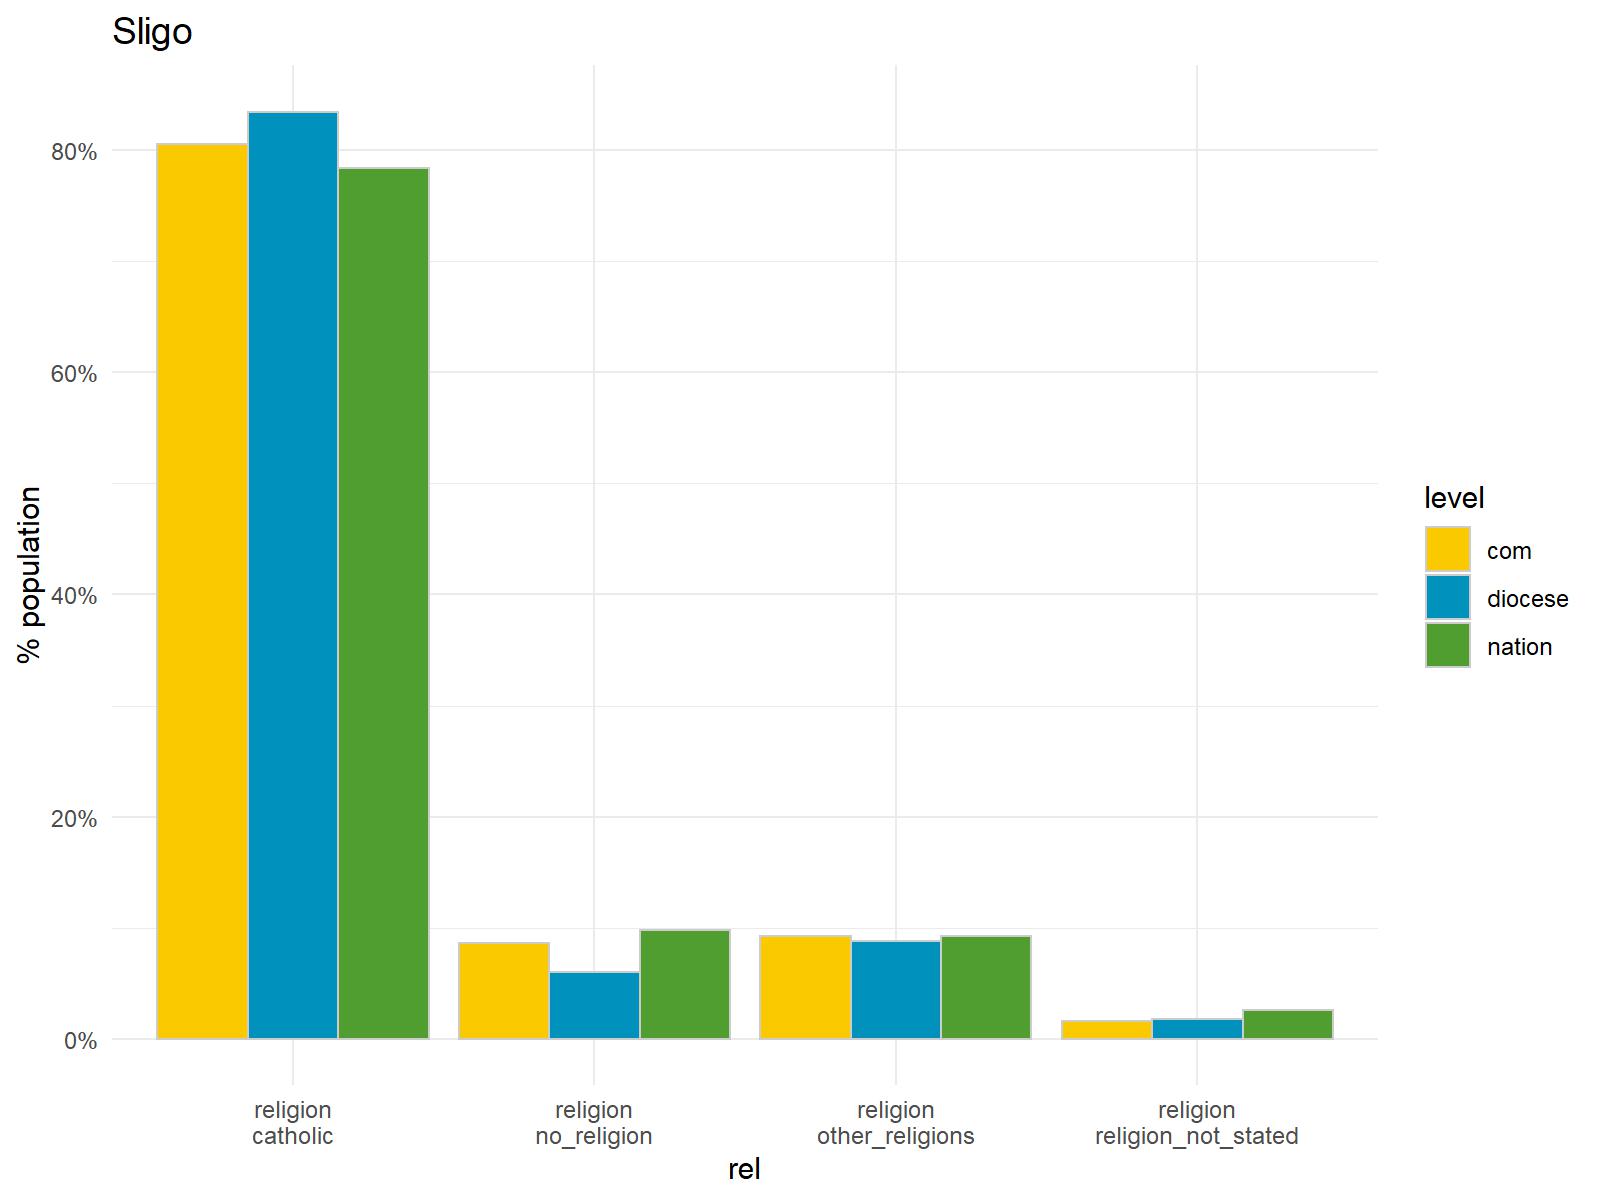 Sligo
% population
80%
60%
40%
20%
0%
religion
catholic
religion
no_religion
religion
other_religions
religion
religion_not_stated
rel
level
com
diocese
nation